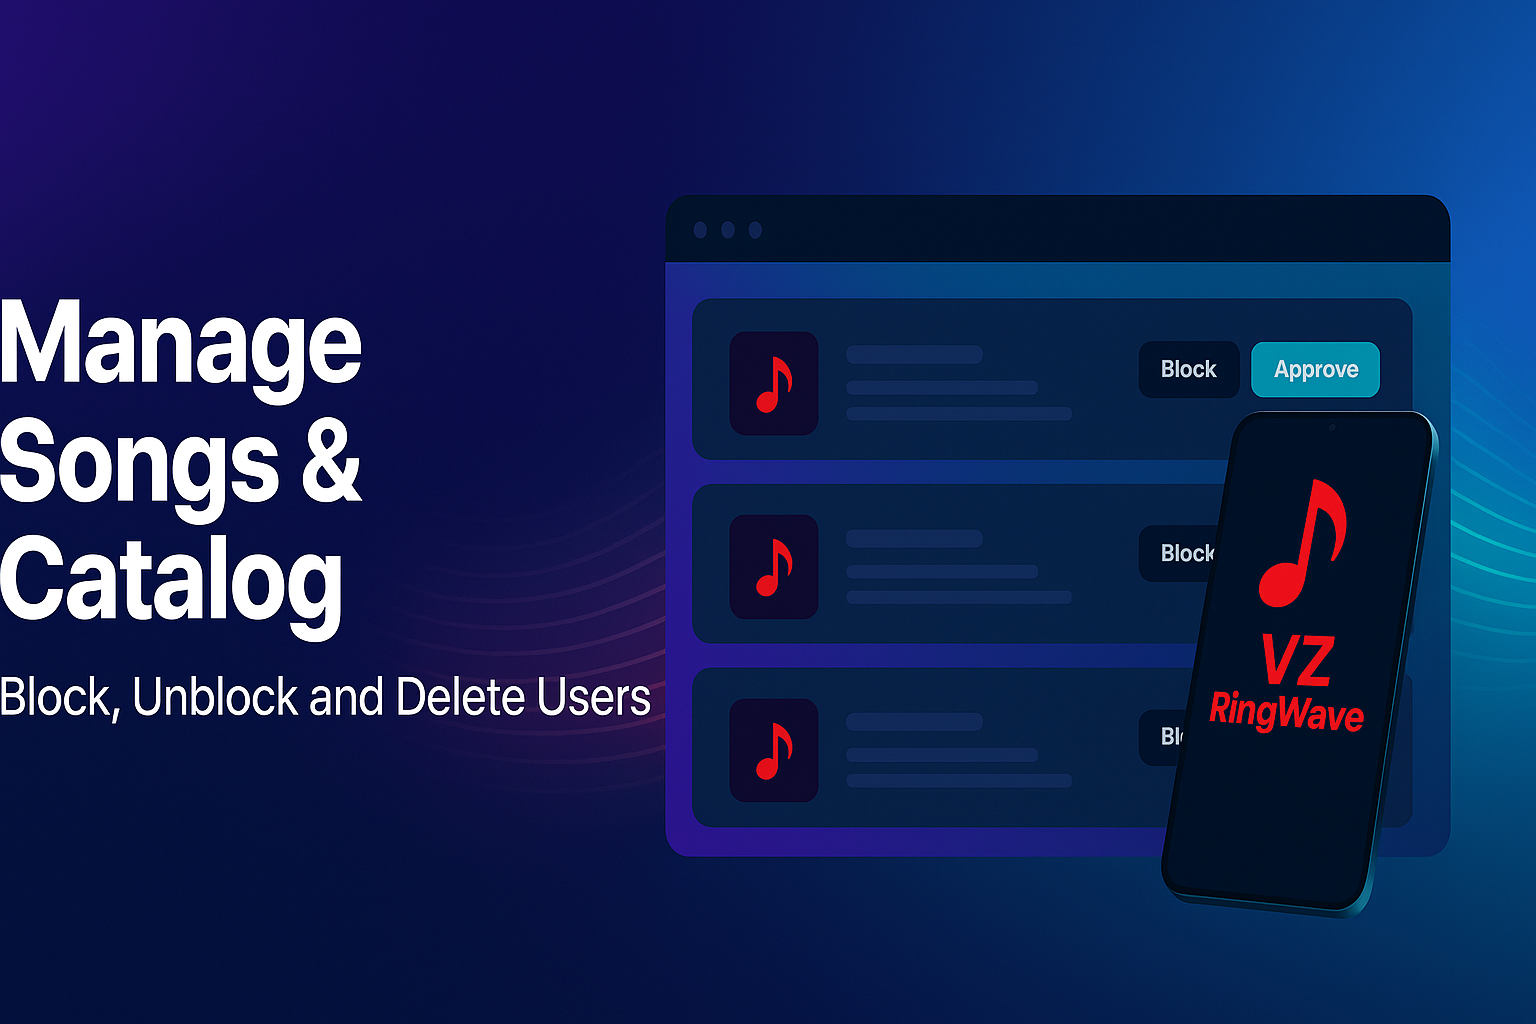 Manage
Songs &
Catalog
Block, Unblock and Delete Users
Block
Approve
Block
VZ
RingWave